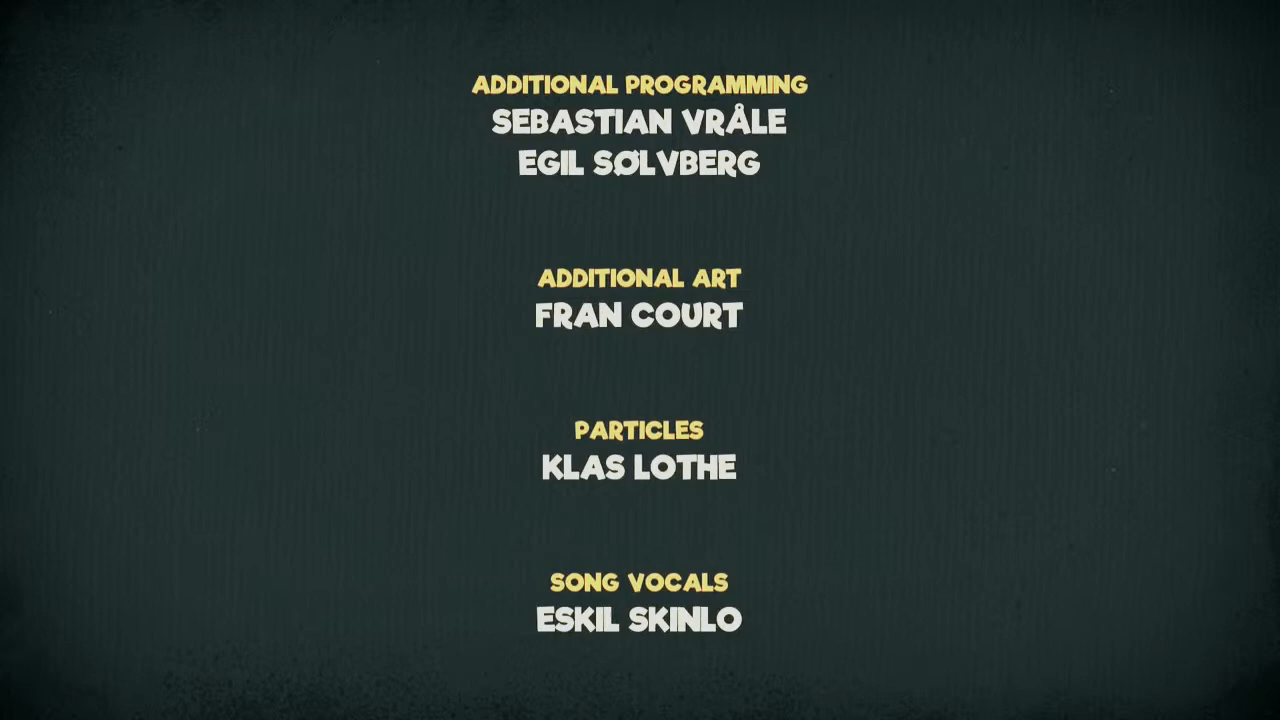 ADDITIONAL PROGRAMMING
SEBASTIAN VRÅLE
EGIL SØLVBERG
ADDITIONAL ART
FRAN COURT
PARTICLES
KLAS LOTHE
SONG VOCALS
ESKIL SKINLO